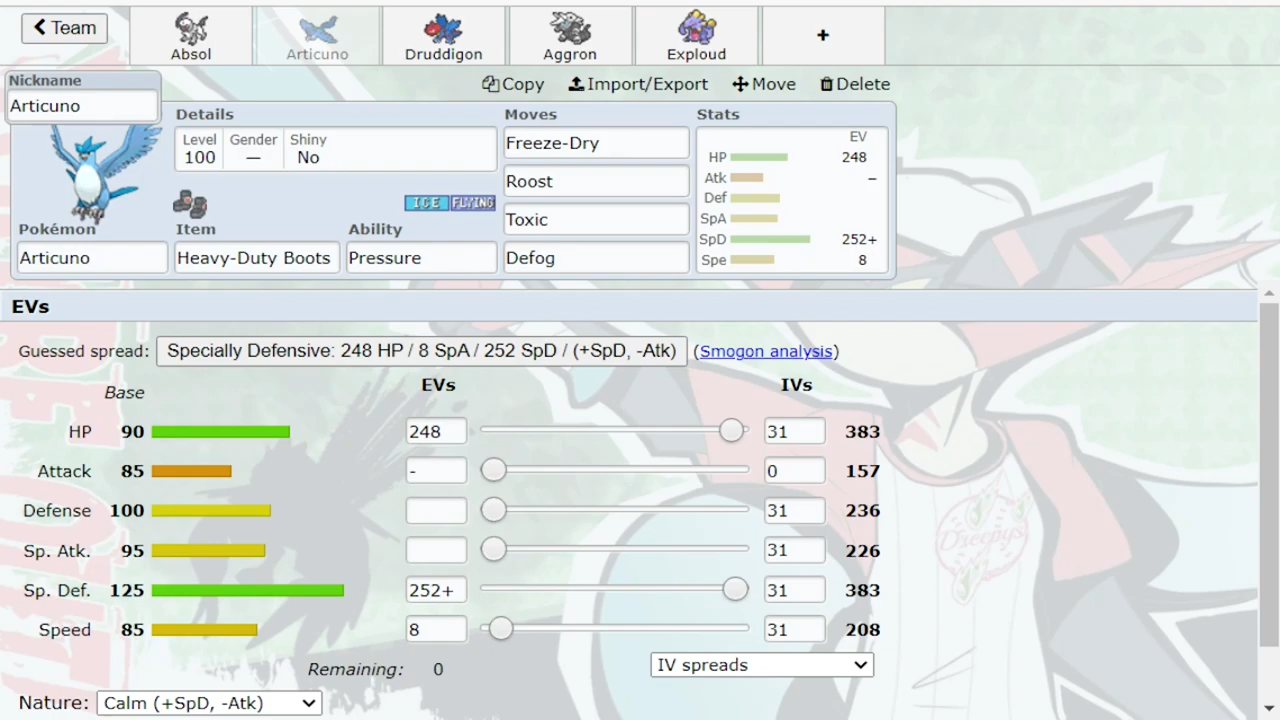 Team
Absol
Articuno
Druddigon
Aggron
Exploud
+
Copy
Import/Export
Move
Delete
Nickname
Articuno
Details
Level
100
Gender
—
Shiny
No
ICE FLYING
Pokémon
Articuno
Item
Heavy-Duty Boots
Ability
Pressure
Moves
Freeze-Dry
Roost
Toxic
Defog
Stats
EV
HP 248
Atk –
Def
SpA
SpD 252+
Spe 8
EVs
Guessed spread: Specially Defensive: 248 HP / 8 SpA / 252 SpD / (+SpD, -Atk) (Smogon analysis)
Base EVs IVs
HP 90 248 31 383
Attack 85 - 0 157
Defense 100 31 236
Sp. Atk. 95 31 226
Sp. Def. 125 252+ 31 383
Speed 85 8 31 208
Remaining: 0 IV spreads
Nature: Calm (+SpD, -Atk)
Dreepys